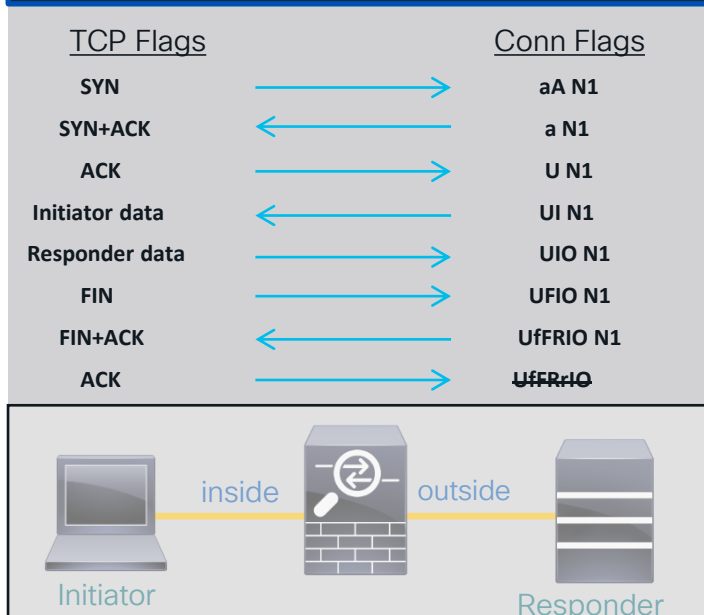 TCP Flags Conn Flags
SYN aA N1
SYN+ACK a N1
ACK U N1
Initiator data UI N1
Responder data UIO N1
FIN UFIO N1
FIN+ACK UfFRIO N1
ACK UfFRrIO
inside outside
Initiator Responder